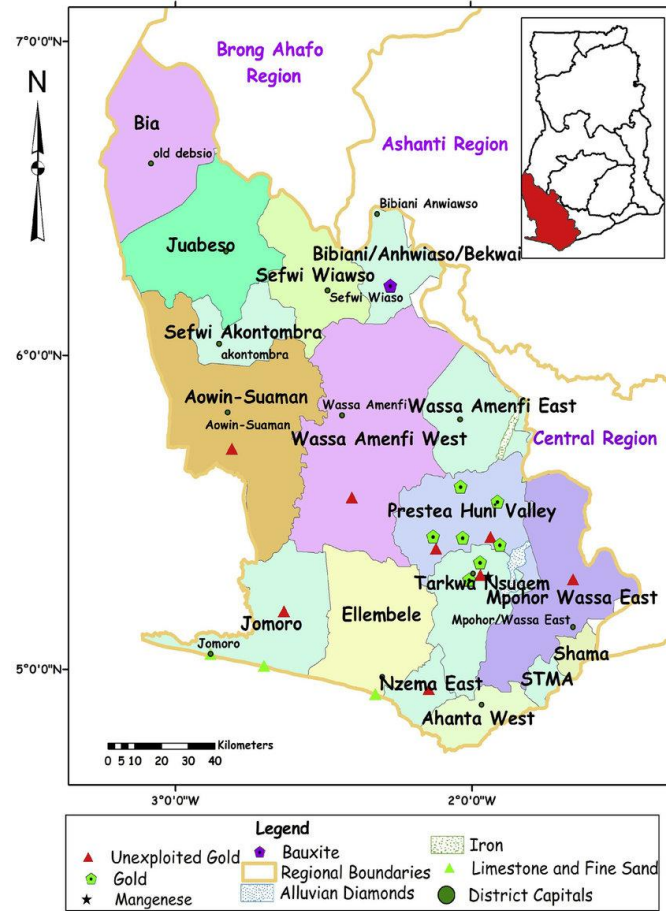 7°0'0"N
Brong Ahafo
Region
N
Bia
old debsio
Ashanti Region
Bibiani Anwiawso
Juabeso
Bibiani/Anhwiaso/Bekwai
Sefwi Wiawso
Sefwi Wiaso
Sefwi Akontombra
akontombra
6°0'0"N
Aowin-Suaman
Aowin-Suaman
Wassa Amenfi
Wassa Amenfi East
Wassa Amenfi West
Central Region
Prestea Huni Valley
Tarkwa Nsuaem
Mpohor Wassa East
Mpohor/Wassa East
Ellembele
Jomoro
Jomoro
Shama
5°0'0"N
Nzema East
STMA
Ahanta West
Kilometers
0 5 10 20 30 40
3°0'0"W
2°0'0"W
Legend
Unexploited Gold
Gold
Mangenese
Bauxite
Regional Boundaries
Alluvian Diamonds
Iron
Limestone and Fine Sand
District Capitals